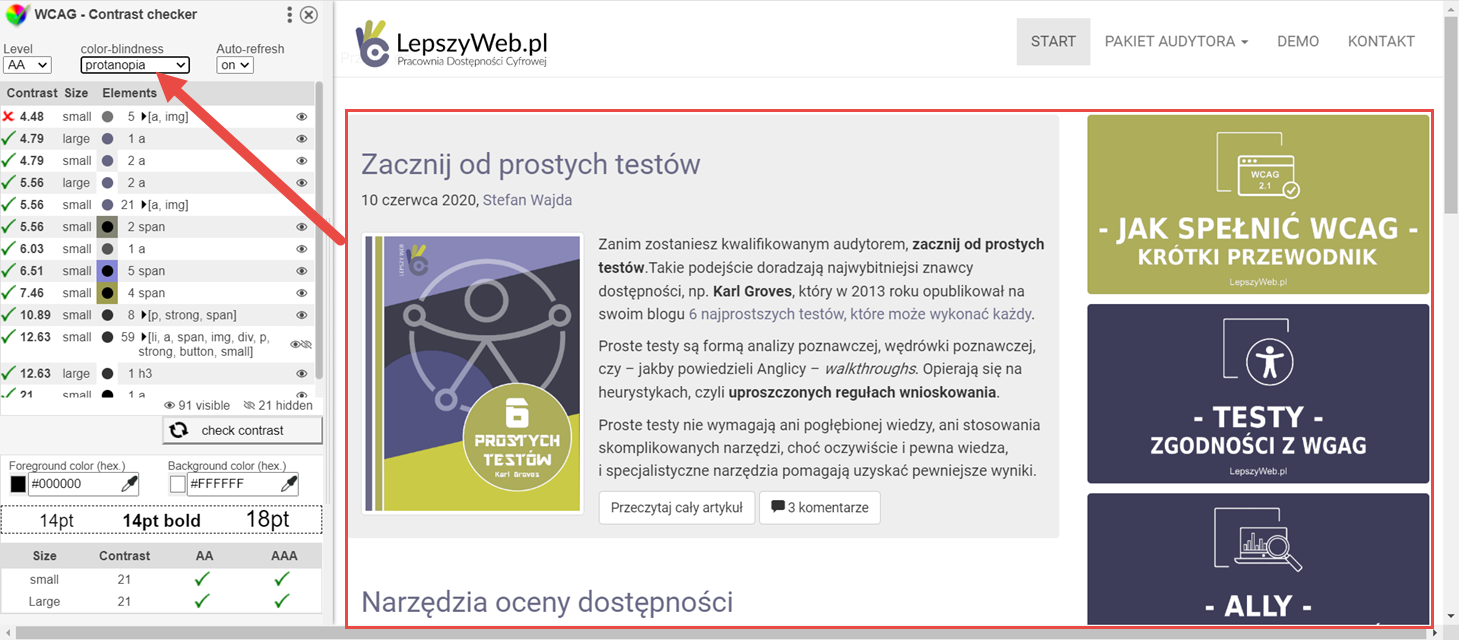 WCAG - Contrast checker
Level color-blindness Auto-refresh
AA protanopia on
Contrast Size Elements
4.48 small 5 [a, img]
4.79 large 1 a
4.79 small 2 a
5.56 large 2 a
5.56 small 21 [a, img]
5.56 small 2 span
6.03 small 1 a
6.51 small 5 span
7.46 small 4 span
10.89 small 8 [p, strong, span]
12.63 small 59 [li, a, span, img, div, p,
strong, button, small]
12.63 large 1 h3
21 small 1 a
91 visible 21 hidden
check contrast
Foreground color (hex.) Background color (hex.)
#000000 #FFFFFF
14pt 14pt bold 18pt
Size Contrast AA AAA
small 21
Large 21
LepszyWeb.pl
Pracownia Dostępności Cyfrowej
START PAKIET AUDYTORA DEMO KONTAKT
Zacznij od prostych testów
10 czerwca 2020, Stefan Wajda
LEPSZY WEB
6
PROSTYCH
TESTÓW
Karl Groves
Zanim zostaniesz kwalifikowanym audytorem, zacznij od prostych
testów.Takie podejście doradzają najwybitniejsi znawcy
dostępności, np. Karl Groves, który w 2013 roku opublikował na
swoim blogu 6 najprostszych testów, które może wykonać każdy.
Proste testy są formą analizy poznawczej, wędrówki poznawczej,
czy – jakby powiedzieli Anglicy – walkthroughs. Opierają się na
heurystykach, czyli uproszczonych regułach wnioskowania.
Proste testy nie wymagają ani pogłębionej wiedzy, ani stosowania
skomplikowanych narzędzi, choć oczywiście i pewna wiedza,
i specjalistyczne narzędzia pomagają uzyskać pewniejsze wyniki.
Przeczytaj cały artykuł 3 komentarze
Narzędzia oceny dostępności
WCAG
2.1
- JAK SPEŁNIĆ WCAG -
KRÓTKI PRZEWODNIK
LepszyWeb.pl
- TESTY -
ZGODNOŚCI Z WGAG
LepszyWeb.pl
- ALLY -